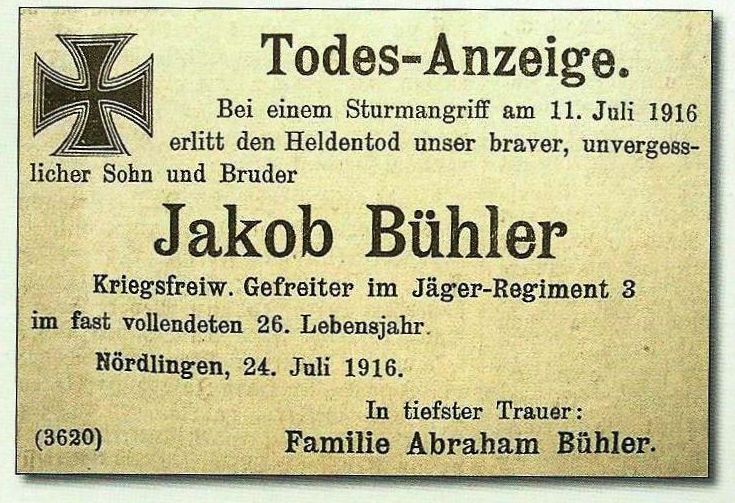 Todes-Anzeige.
Bei einem Sturmangriff am 11. Juli 1916
erlitt den Heldentod unser braver, unvergess-
licher Sohn und Bruder
Jakob Bühler
Kriegsfreiw. Gefreiter im Jäger-Regiment 3
im fast vollendeten 26. Lebensjahr.
Nördlingen, 24. Juli 1916.
In tiefster Trauer:
(3620) Familie Abraham Bühler.